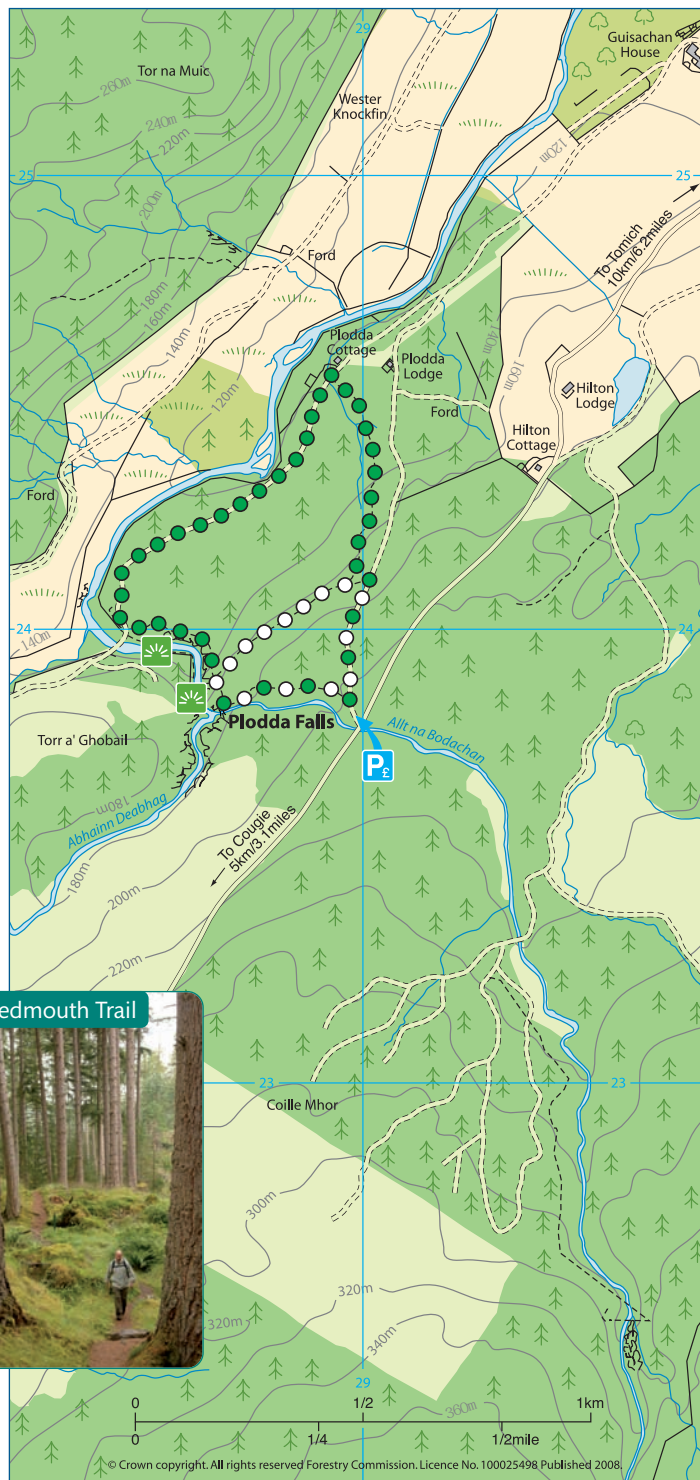 29
Guisachan
House
Tor na Muic
260m
Wester
Knockfin
240m
220m
120m
25
25
200m
To Tomich
10km/6.2miles
Ford
180m
160m
140m
Plodda
Cottage
140m
160m
Plodda
Lodge
120m
Hilton
Lodge
Ford
Hilton
Cottage
Ford
24
24
140m
Plodda Falls
Allt na Bodachan
Torr a' Ghobail
P£
180m
Abhainn Deabhag
To Cougie
5km/3.1miles
180m
200m
220m
edmouth Trail
23
23
Coille Mhor
300m
320m
320m
340m
29
360m
0 1/2 1km
0 1/4 1/2mile
© Crown copyright. All rights reserved Forestry Commission. Licence No. 100025498 Published 2008.